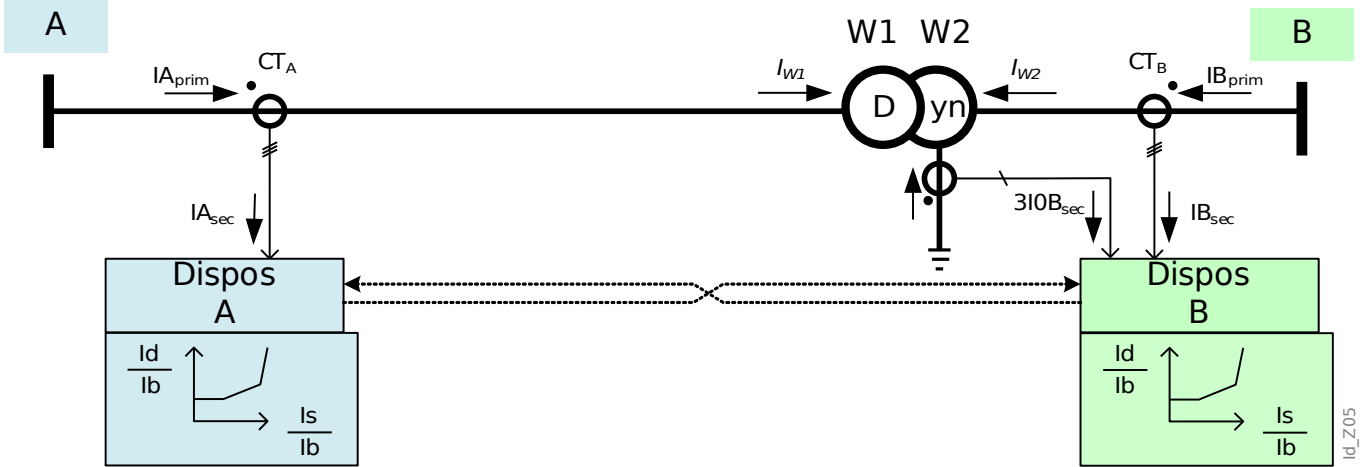 A
B
W1 W2
CTA
CTB
IAprim
IW1
IW2
IBprim
D
yn
IAsec
3I0Bsec
IBsec
Dispos
A
Dispos
B
Id
Ib
Is
Ib
Id
Ib
Is
Ib
Id_Z05